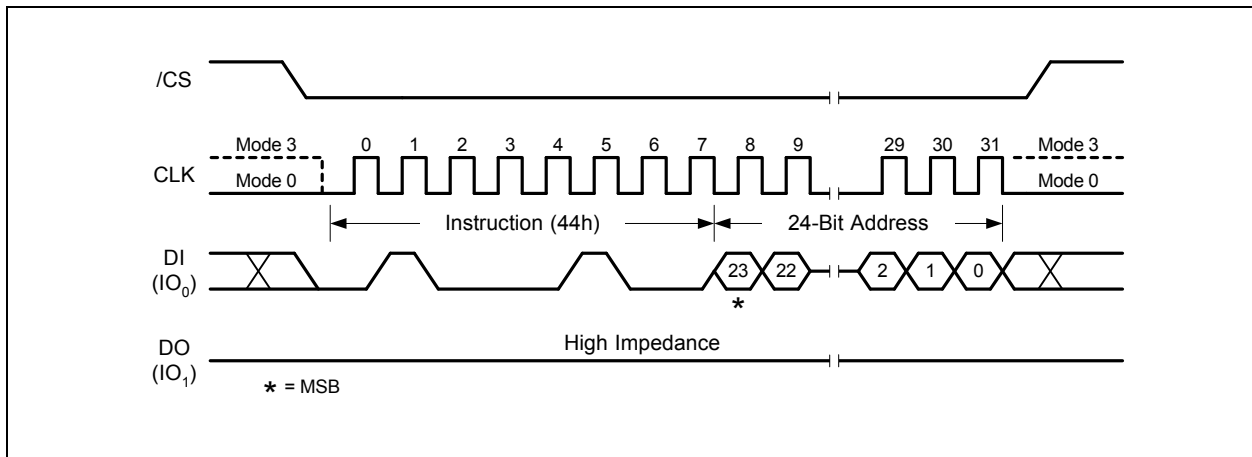 /CS
Mode 3 0 1 2 3 4 5 6 7 8 9 29 30 31 Mode 3
CLK
Mode 0 Mode 0
Instruction (44h) 24-Bit Address
DI
(IO0) 23 22 2 1 0
*
High Impedance
DO
(IO1)
* = MSB